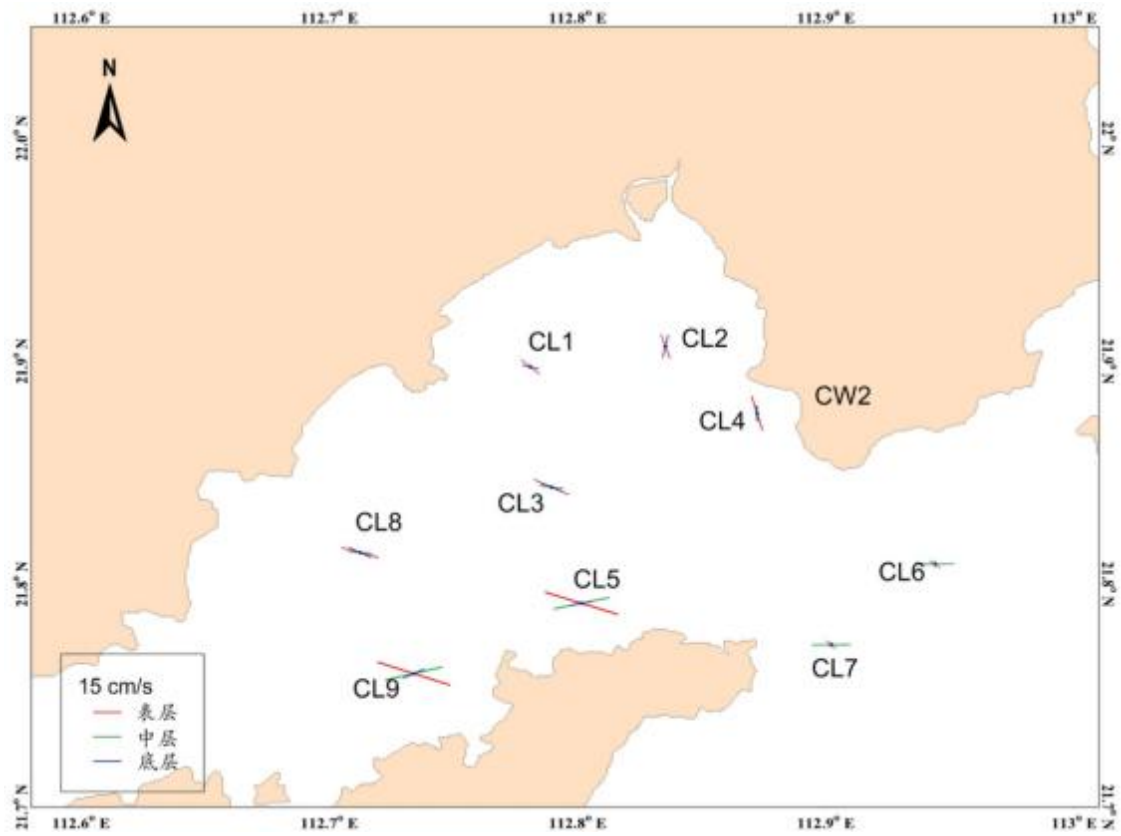 112.6° E 112.7° E 112.8° E 112.9° E 113° E
N
22.0° N 22° N
CL1 CL2
21.9° N 21.9° N
CW2
CL4
CL3
CL8
CL5 CL6
21.8° N 21.8° N
CL7
CL9
15 cm/s
表层
中层
底层
21.7° N 21.7° N
112.6° E 112.7° E 112.8° E 112.9° E 113° E